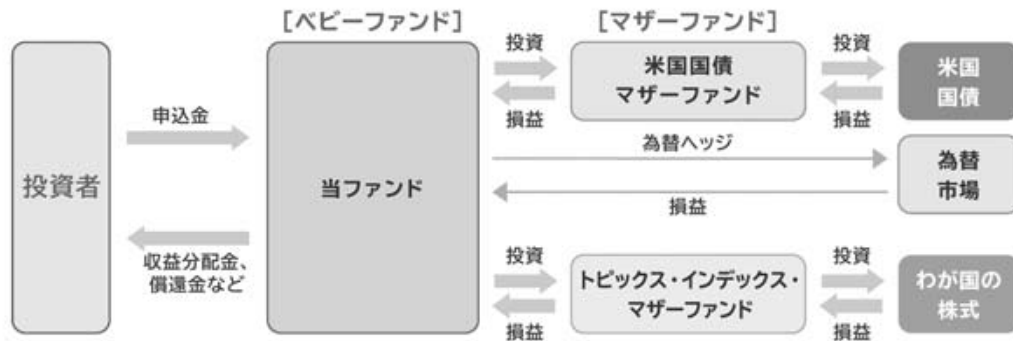 ［ベビーファンド］
［マザーファンド］
投資者
申込金
収益分配金、
償還金など
当ファンド
投資
損益
米国国債
マザーファンド
投資
損益
米国
国債
為替ヘッジ
損益
為替
市場
投資
損益
トピックス・インデックス・
マザーファンド
投資
損益
わが国の
株式